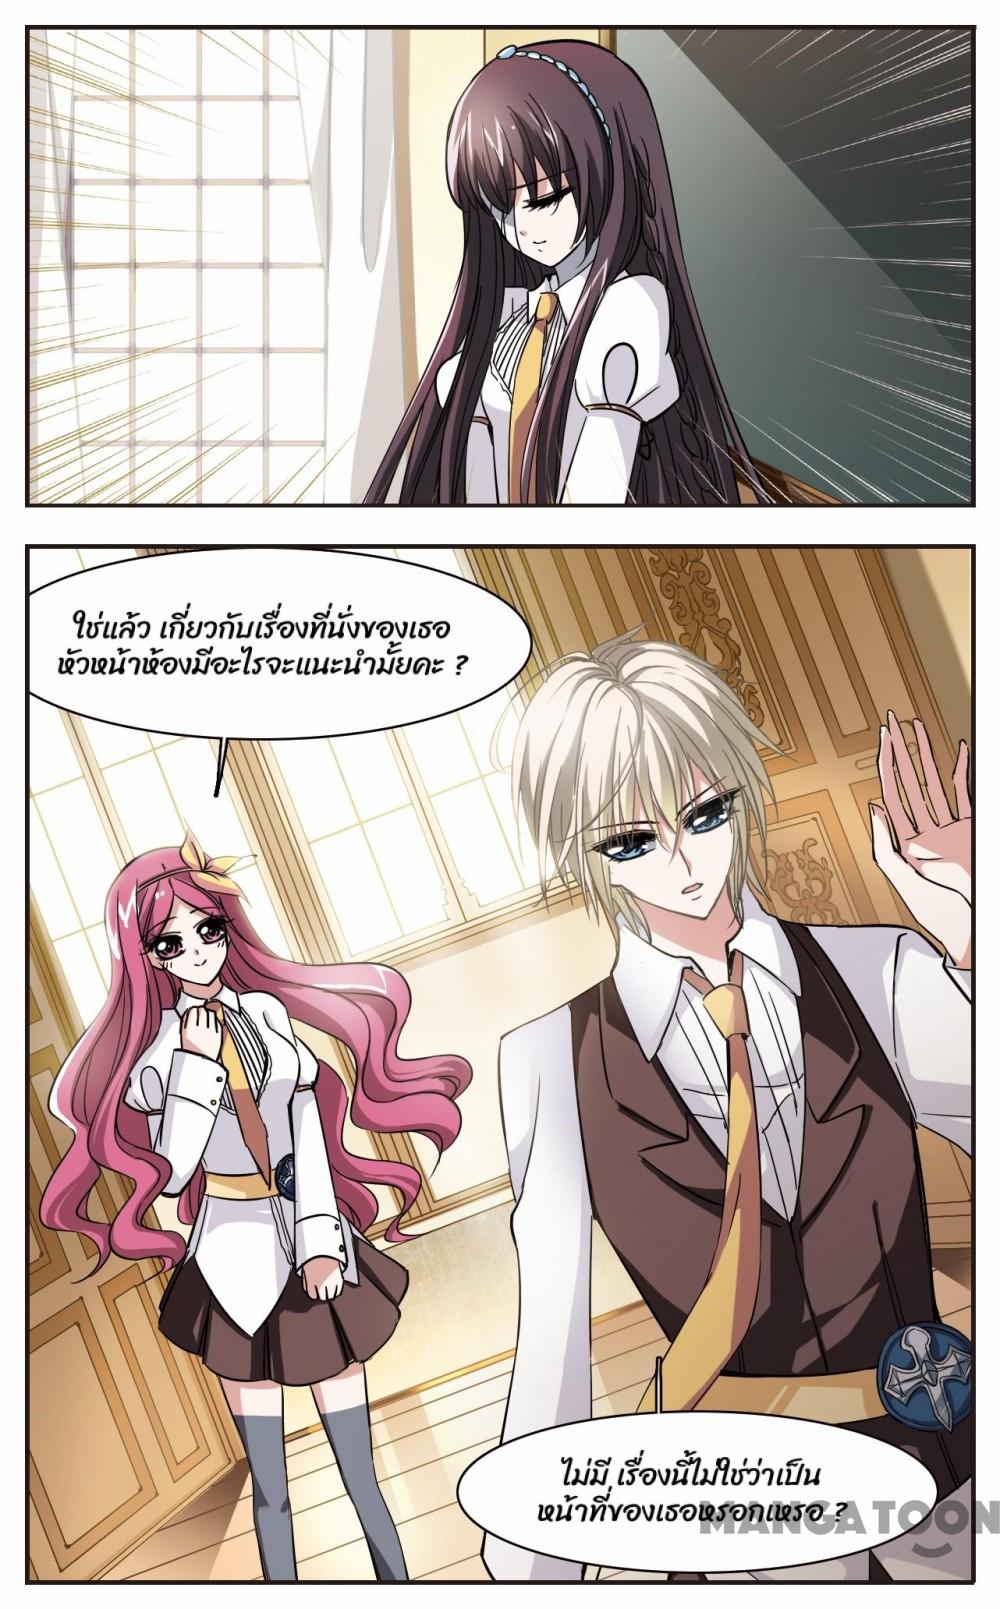 ใช่แล้ว เกี่ยวกับเรื่องที่นั่งของเธอ
หัวหน้าห้องมีอะไรจะแนะนำมั้ยคะ ?
ไม่มี เรื่องนี้ไม่ใช่ว่าเป็น
หน้าที่ของเธอหรอกเหรอ ?
MANGATOON